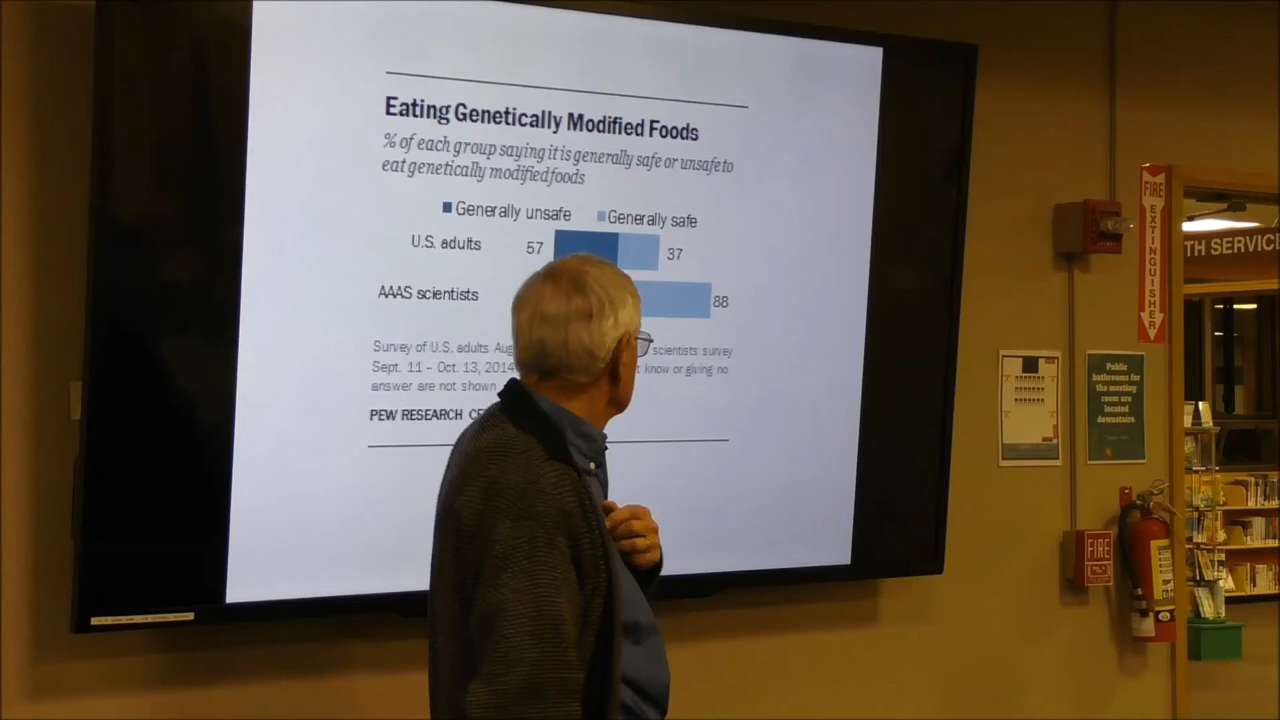 Eating Genetically Modified Foods
% of each group saying it is generally safe or unsafe to
eat genetically modified foods
Generally unsafe Generally safe
U.S. adults 57 37
AAAS scientists 88
Survey of U.S. adults Aug scientists survey
Sept. 11 – Oct. 13, 2014 know or giving no
answer are not shown
PEW RESEARCH
FIRE
EXTINGUISHER
TH SERVIC
Public
bathrooms for
the meeting
room are
located
downstairs.
FIRE